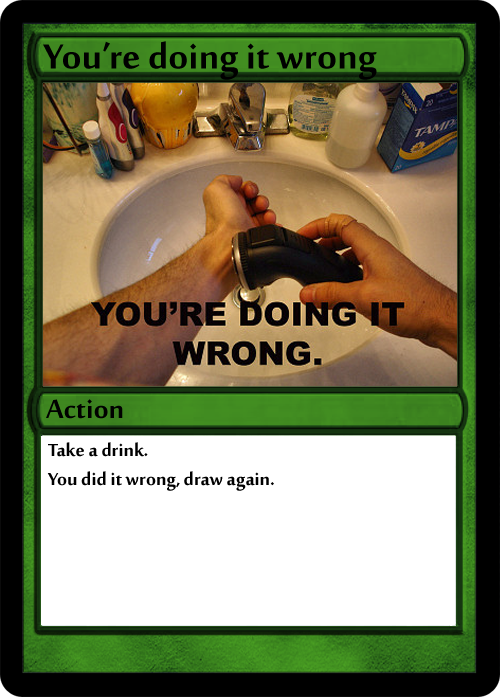 You're doing it wrong
TAMP
YOU'RE DOING IT
WRONG.
Action
Take a drink.
You did it wrong, draw again.